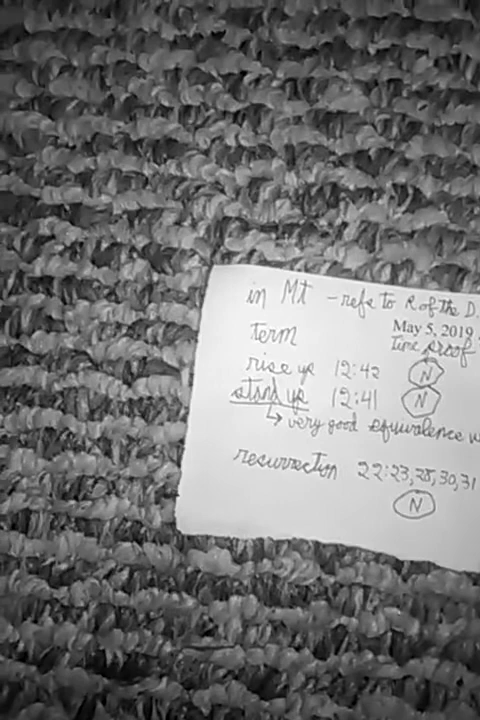 in Mt - refs to R of the D.
May 5, 2019
term time proof
rise up 12:42 N
stand up 12:41 N
↳ very good equivalence w
resurrection 22:23,28,30,31
N